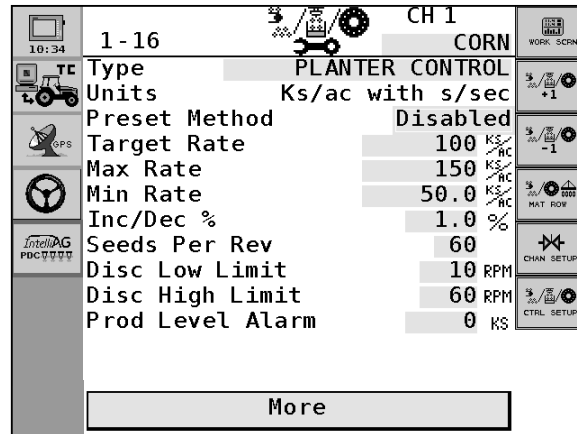 10:34
1-16
CH 1
CORN
WORK SCRN
TC
GPS
IntelliAG
PDC
Type PLANTER CONTROL
Units Ks/ac with s/sec
Preset Method Disabled
Target Rate 100 KS/AC
Max Rate 150 KS/AC
Min Rate 50.0 KS/AC
Inc/Dec % 1.0 %
Seeds Per Rev 60
Disc Low Limit 10 RPM
Disc High Limit 60 RPM
Prod Level Alarm 0 KS
More
+1
-1
MAT ROW
CHAN SETUP
CTRL SETUP